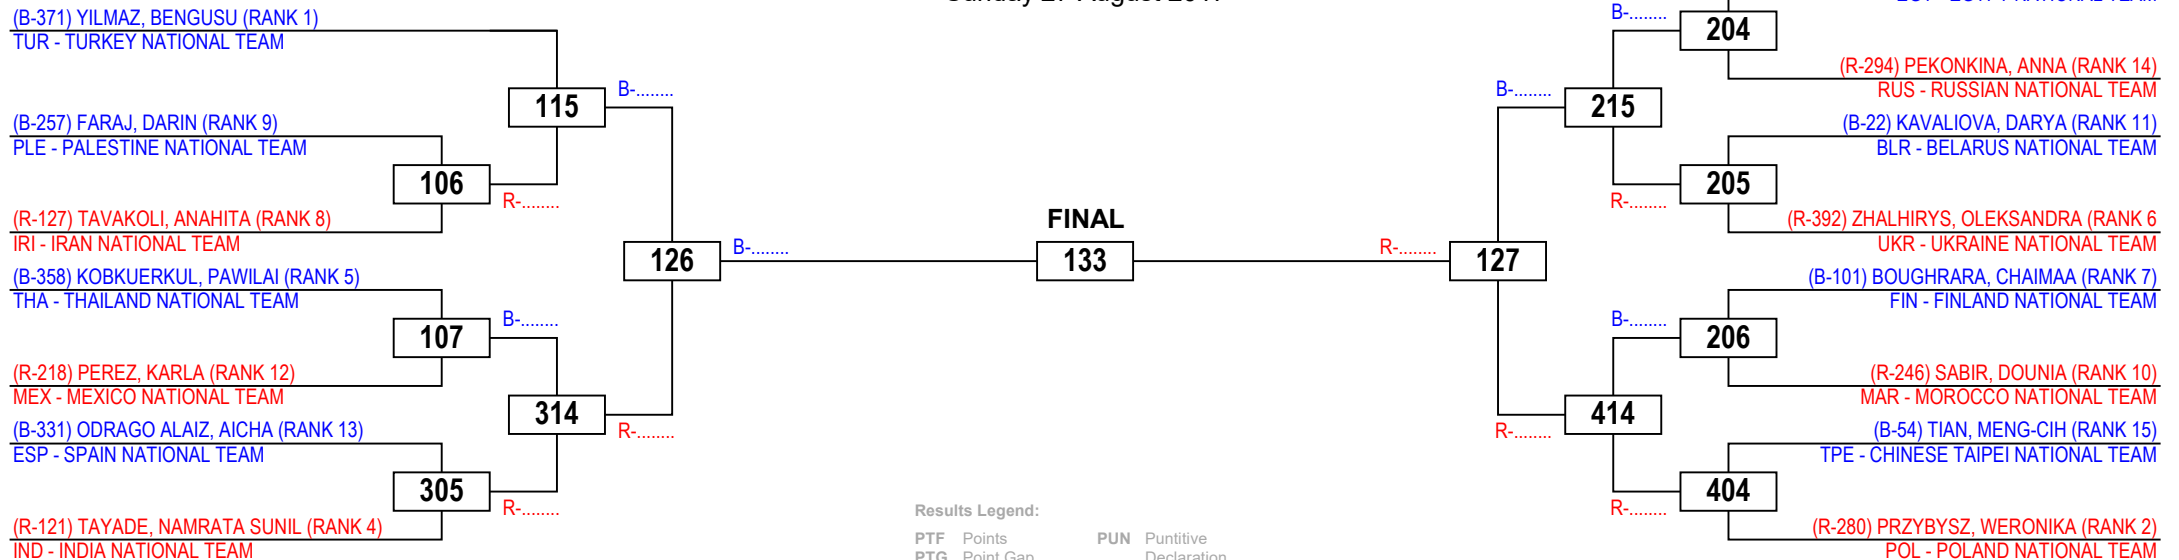 (B-371) YILMAZ, BENGUSU (RANK 1)
TUR - TURKEY NATIONAL TEAM
115
B-........
(B-257) FARAJ, DARIN (RANK 9)
PLE - PALESTINE NATIONAL TEAM
106
R-........
(R-127) TAVAKOLI, ANAHITA (RANK 8)
IRI - IRAN NATIONAL TEAM
126
B-........
(B-358) KOBKUERKUL, PAWILAI (RANK 5)
THA - THAILAND NATIONAL TEAM
107
B-........
(R-218) PEREZ, KARLA (RANK 12)
MEX - MEXICO NATIONAL TEAM
314
R-........
(B-331) ODRAGO ALAIZ, AICHA (RANK 13)
ESP - SPAIN NATIONAL TEAM
305
R-........
(R-121) TAYADE, NAMRATA SUNIL (RANK 4)
IND - INDIA NATIONAL TEAM
FINAL
133
Results Legend:
PTF Points PUN Puntitive
PTG Point Gap Declaration
B-........
204
(R-294) PEKONKINA, ANNA (RANK 14)
RUS - RUSSIAN NATIONAL TEAM
B-........
215
(B-22) KAVALIOVA, DARYA (RANK 11)
BLR - BELARUS NATIONAL TEAM
205
R-........
(R-392) ZHALHIRYS, OLEKSANDRA (RANK 6
UKR - UKRAINE NATIONAL TEAM
R-........
127
(B-101) BOUGHRARA, CHAIMAA (RANK 7)
FIN - FINLAND NATIONAL TEAM
B-........
206
(R-246) SABIR, DOUNIA (RANK 10)
MAR - MOROCCO NATIONAL TEAM
414
R-........
(B-54) TIAN, MENG-CIH (RANK 15)
TPE - CHINESE TAIPEI NATIONAL TEAM
404
R-........
(R-280) PRZYBYSZ, WERONIKA (RANK 2)
POL - POLAND NATIONAL TEAM